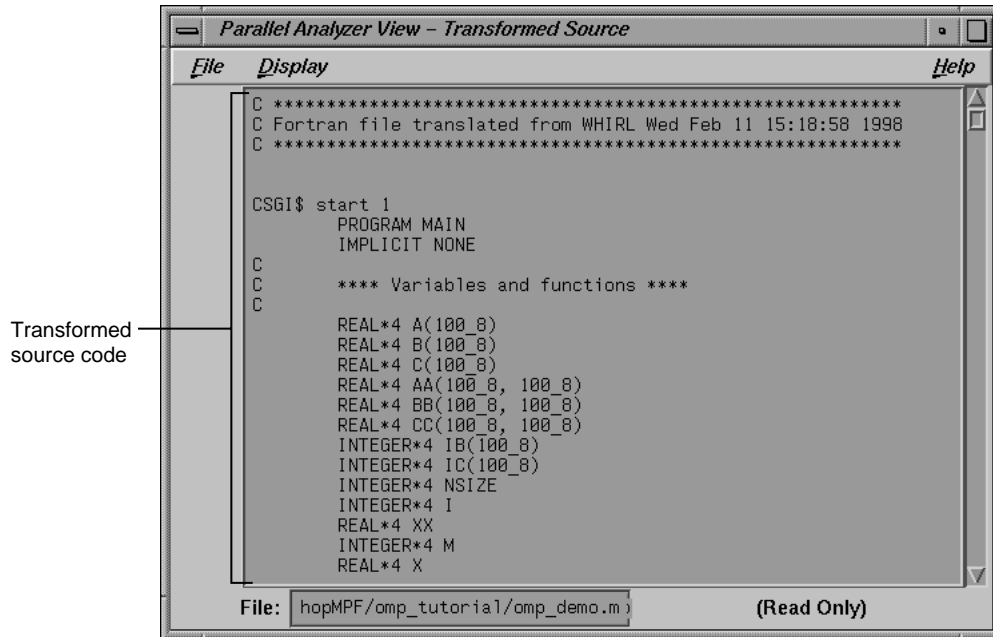 Parallel Analyzer View – Transformed Source
File Display Help
C ***********************************************************
C Fortran file translated from WHIRL Wed Feb 11 15:18:58 1998
C ***********************************************************
CSGI$ start 1
PROGRAM MAIN
IMPLICIT NONE
C
C **** Variables and functions ****
C
REAL*4 A(100_8)
REAL*4 B(100_8)
REAL*4 C(100_8)
REAL*4 AA(100_8, 100_8)
REAL*4 BB(100_8, 100_8)
REAL*4 CC(100_8, 100_8)
INTEGER*4 IB(100_8)
INTEGER*4 IC(100_8)
INTEGER*4 NSIZE
INTEGER*4 I
REAL*4 XX
INTEGER*4 M
REAL*4 X
Transformed
source code
File: hopMPF/omp_tutorial/omp_demo.m (Read Only)